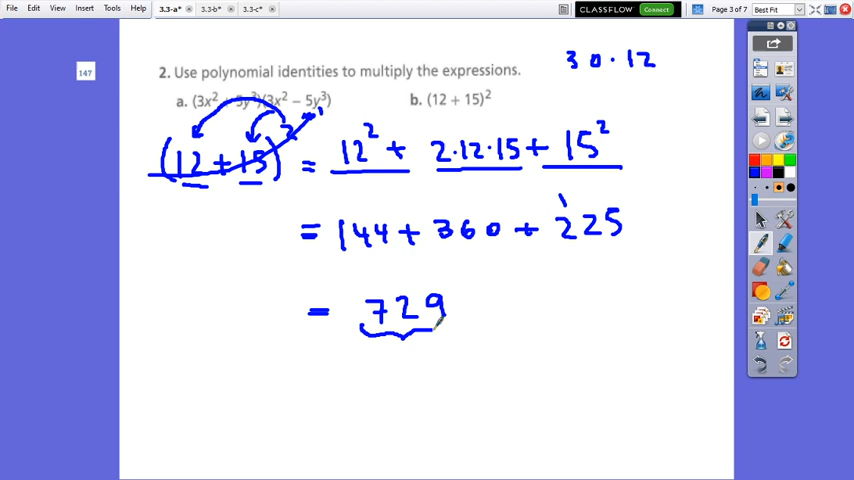 File Edit View Insert Tools Help 3.3-a* 3.3-b* 3.3-c* CLASSFLOW Connect Page 3 of 7 Best Fit
147
30·12
2. Use polynomial identities to multiply the expressions.
a. (3x² + 5y³)(3x² − 5y³) b. (12 + 15)²
(12 + 15)² = 12² + 2·12·15 + 15²
= 144 + 360 + 225
= 729